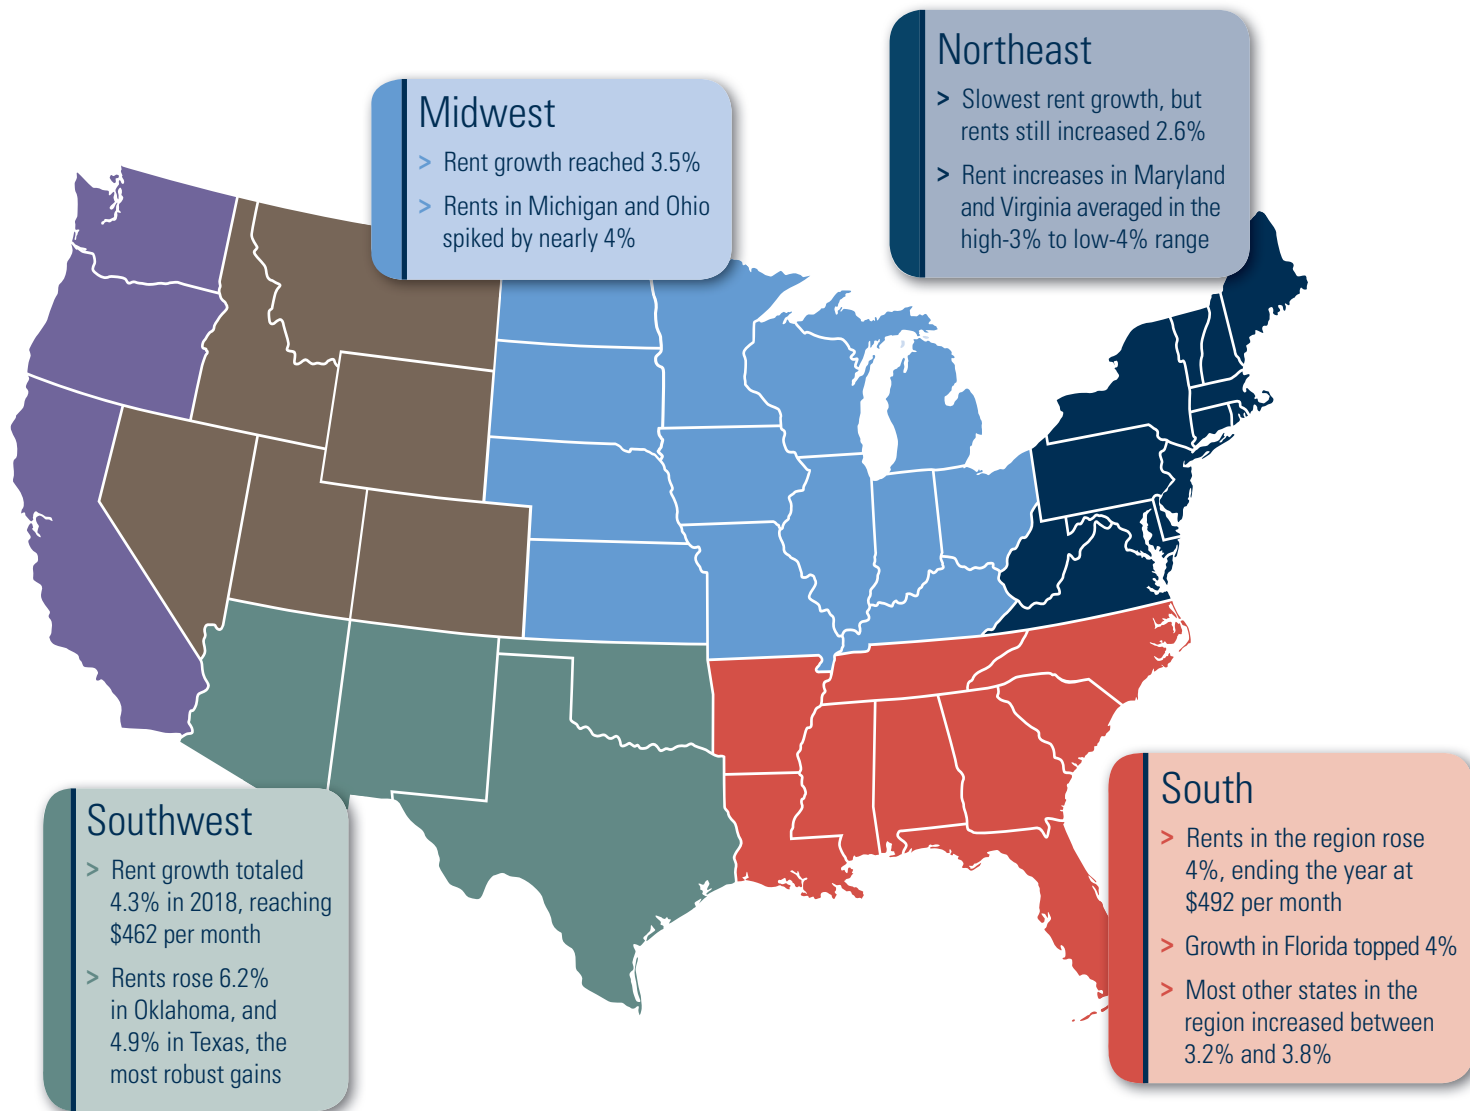 Northeast
> Slowest rent growth, but
rents still increased 2.6%
> Rent increases in Maryland
and Virginia averaged in the
high-3% to low-4% range
Midwest
> Rent growth reached 3.5%
> Rents in Michigan and Ohio
spiked by nearly 4%
Southwest
> Rent growth totaled
4.3% in 2018, reaching
$462 per month
> Rents rose 6.2%
in Oklahoma, and
4.9% in Texas, the
most robust gains
South
> Rents in the region rose
4%, ending the year at
$492 per month
> Growth in Florida topped 4%
> Most other states in the
region increased between
3.2% and 3.8%